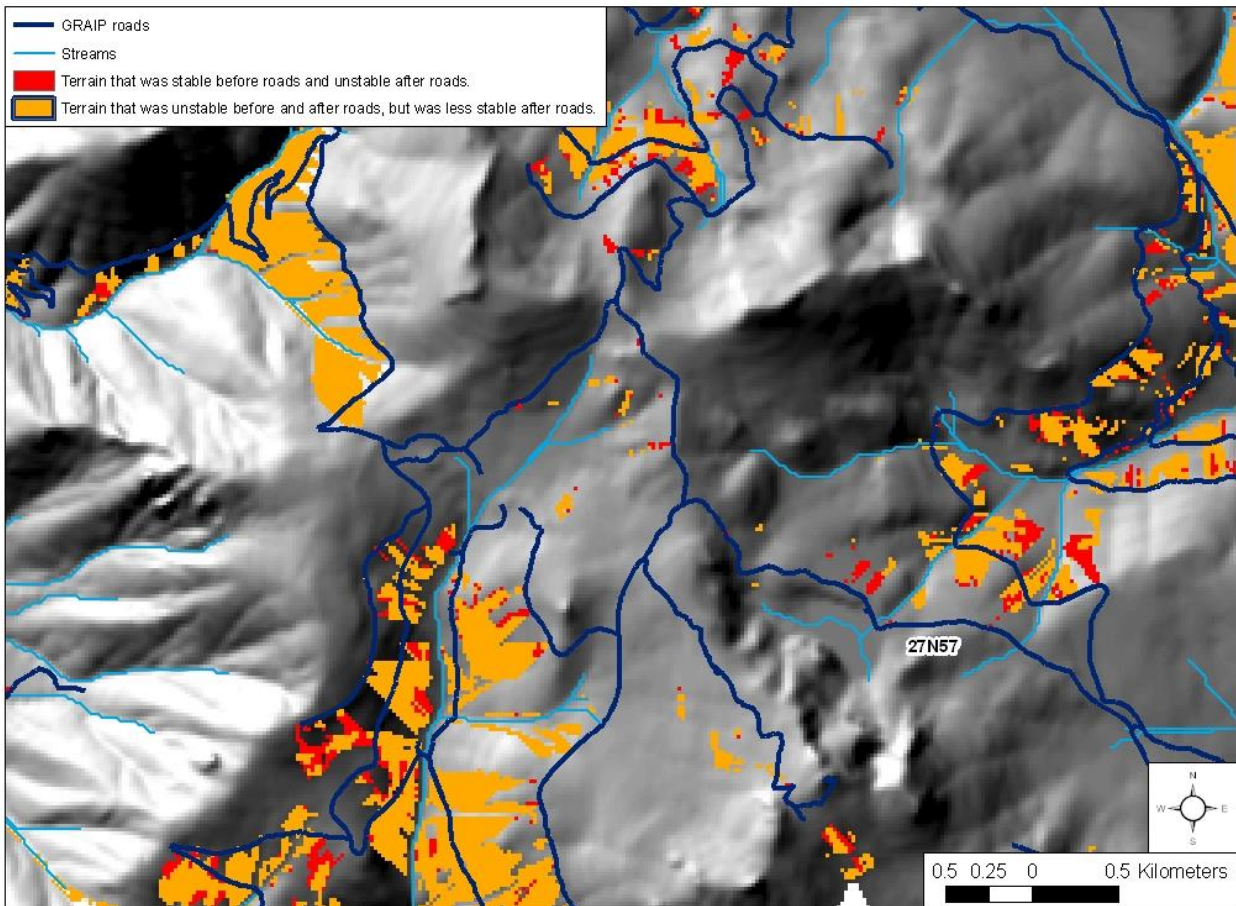 GRAIP roads
Streams
Terrain that was stable before roads and unstable after roads.
Terrain that was unstable before and after roads, but was less stable after roads.
27N57
N
W E
S
0.5 0.25 0 0.5 Kilometers